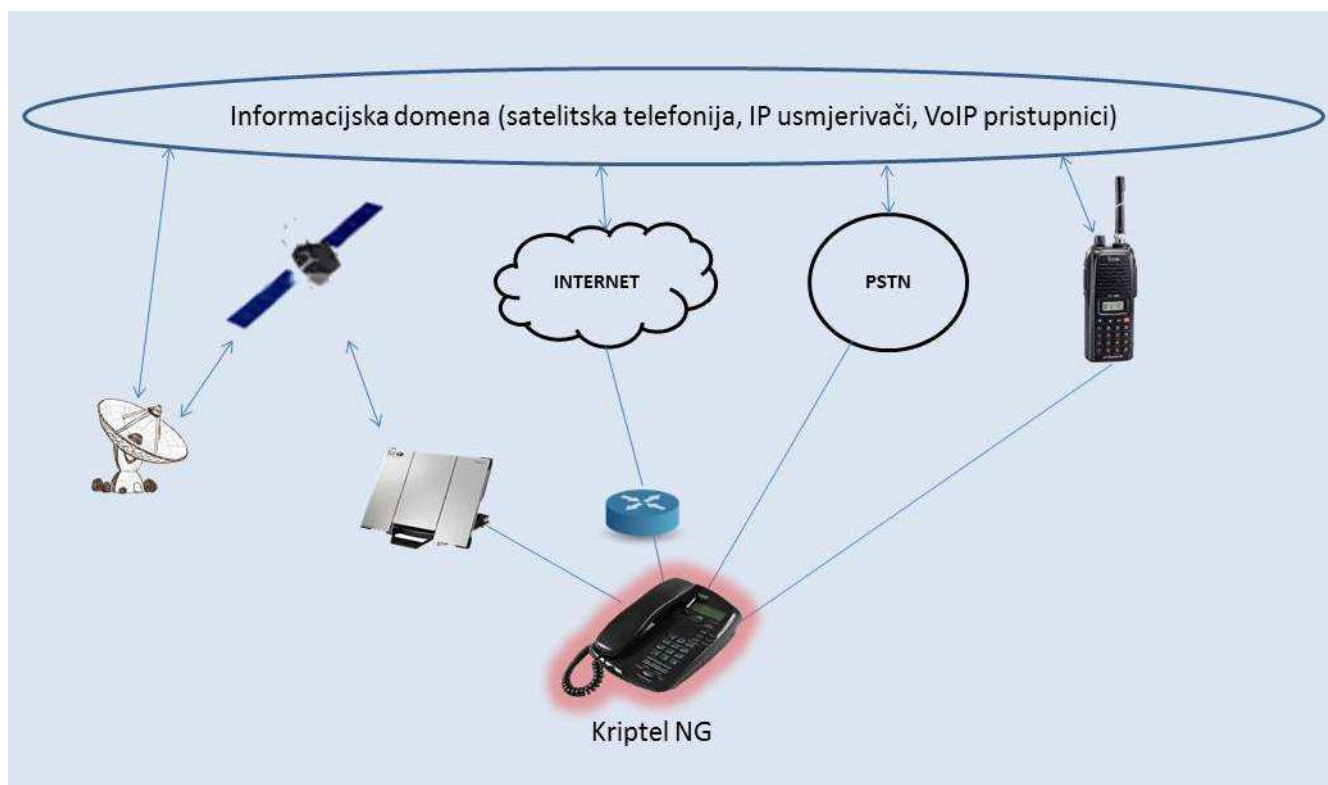 Informacijska domena (satelitska telefonija, IP usmjerivači, VoIP pristupnici)
INTERNET
PSTN
Kriptel NG